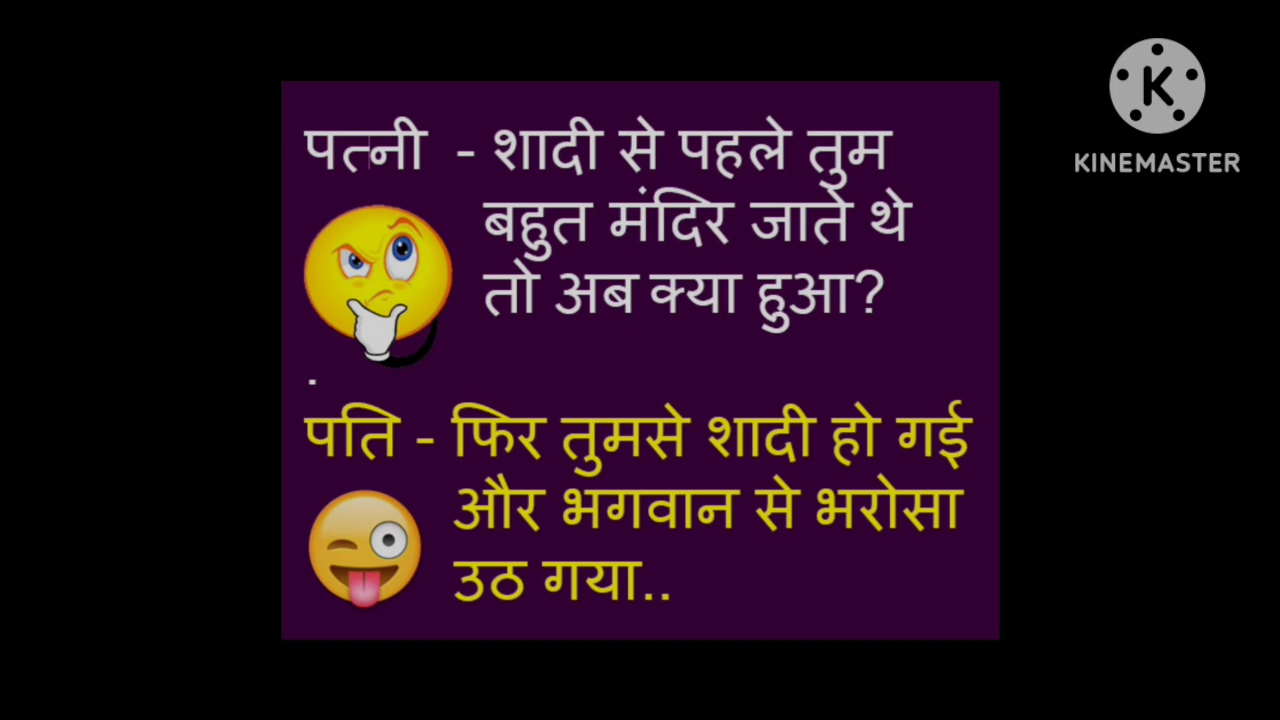 पत्नी - शादी से पहले तुम
बहुत मंदिर जाते थे
तो अब क्या हुआ?
.
पति - फिर तुमसे शादी हो गई
और भगवान से भरोसा
उठ गया..
KINEMASTER